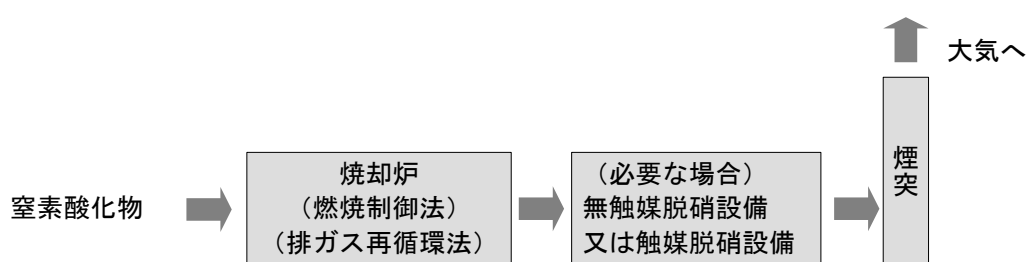 大気へ
窒素酸化物
焼却炉
（燃焼制御法）
（排ガス再循環法）
（必要な場合）
無触媒脱硝設備
又は触媒脱硝設備
煙突